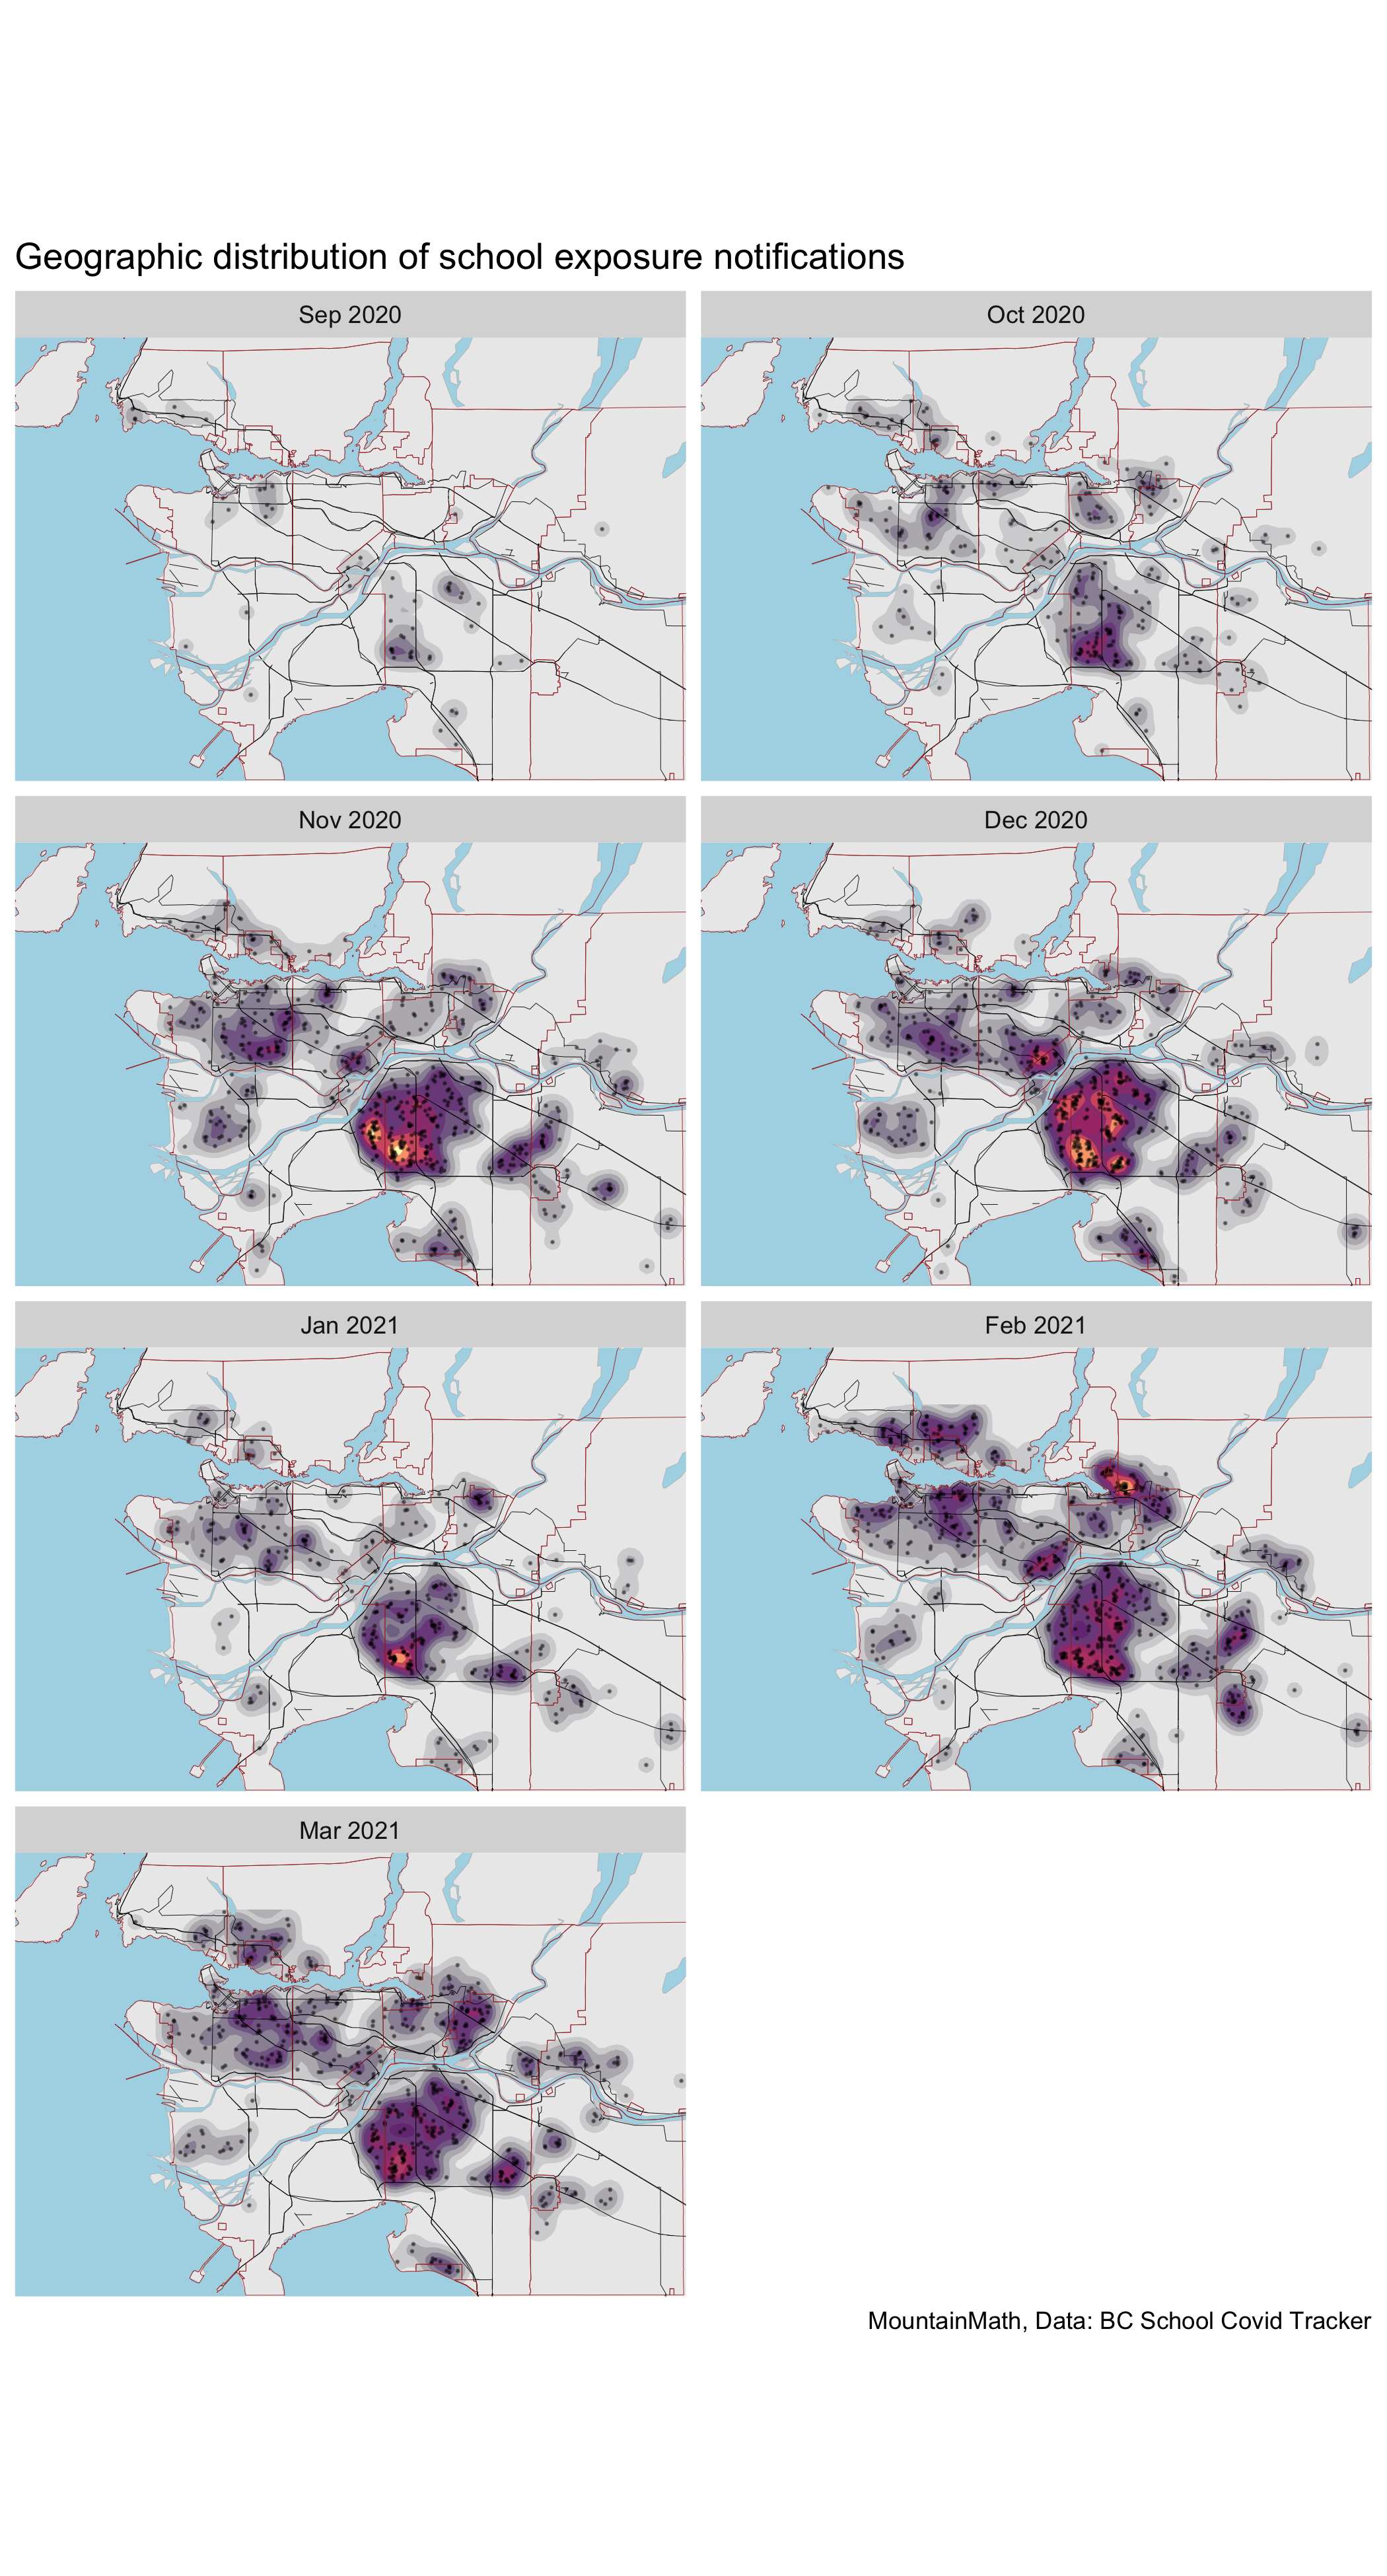 Geographic distribution of school exposure notifications
Sep 2020
Oct 2020
Nov 2020
Dec 2020
Jan 2021
Feb 2021
Mar 2021
MountainMath, Data: BC School Covid Tracker